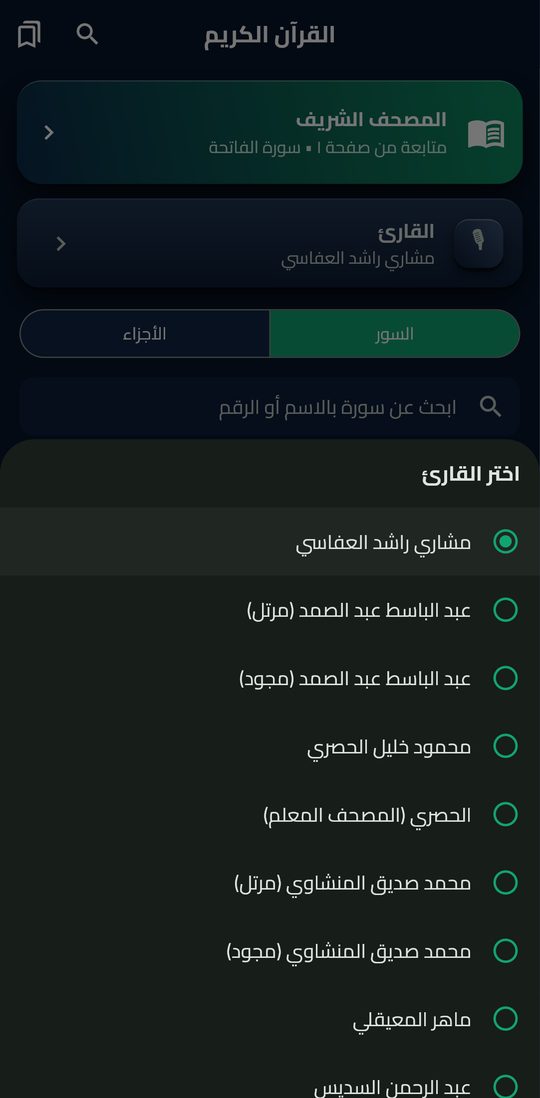 القرآن الكريم
المصحف الشريف
متابعة من صفحة ١ • سورة الفاتحة
القارئ
مشاري راشد العفاسي
السور
الأجزاء
ابحث عن سورة بالاسم أو الرقم
اختر القارئ
مشاري راشد العفاسي
عبد الباسط عبد الصمد (مرتل)
عبد الباسط عبد الصمد (مجود)
محمود خليل الحصري
الحصري (المصحف المعلم)
محمد صديق المنشاوي (مرتل)
محمد صديق المنشاوي (مجود)
ماهر المعيقلي
عبد الرحمن السديس